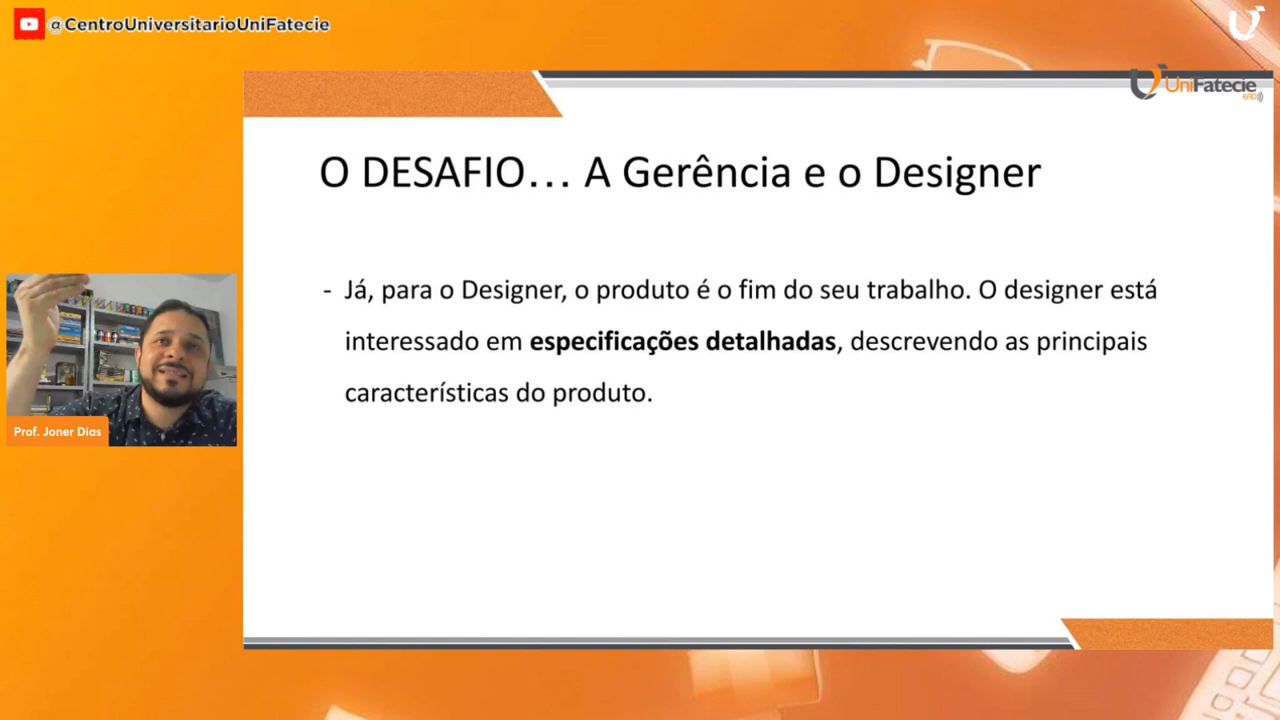 @CentroUniversitarioUniFatecie
UniFatecie
EAD
O DESAFIO... A Gerência e o Designer
- Já, para o Designer, o produto é o fim do seu trabalho. O designer está
interessado em especificações detalhadas, descrevendo as principais
características do produto.
Prof. Joner Dias